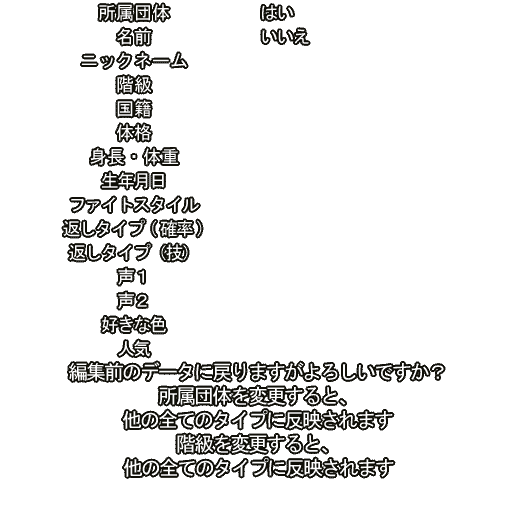 所属団体
はい
名前
いいえ
ニックネーム
階級
国籍
体格
身長・体重
生年月日
ファイトスタイル
返しタイプ(確率)
返しタイプ(技)
声1
声2
好きな色
人気
編集前のデータに戻りますがよろしいですか?
所属団体を変更すると、
他の全てのタイプに反映されます
階級を変更すると、
他の全てのタイプに反映されます